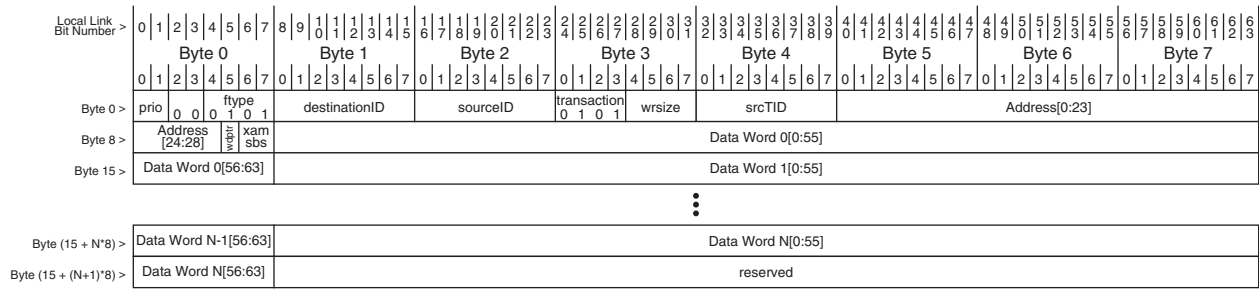 Local Link
Bit Number > 0 1 2 3 4 5 6 7 8 9 10 11 12 13 14 15 16 17 18 19 20 21 22 23 24 25 26 27 28 29 30 31 32 33 34 35 36 37 38 39 40 41 42 43 44 45 46 47 48 49 50 51 52 53 54 55 56 57 58 59 60 61 62 63
Byte 0 Byte 1 Byte 2 Byte 3 Byte 4 Byte 5 Byte 6 Byte 7
0 1 2 3 4 5 6 7 0 1 2 3 4 5 6 7 0 1 2 3 4 5 6 7 0 1 2 3 4 5 6 7 0 1 2 3 4 5 6 7 0 1 2 3 4 5 6 7 0 1 2 3 4 5 6 7 0 1 2 3 4 5 6 7
Byte 0 > prio 0 0 ftype 0 1 0 1 destinationID sourceID transaction 0 1 0 1 wrsize srcTID Address[0:23]
Byte 8 > Address [24:28] wdptr xam sbs Data Word 0[0:55]
Byte 15 > Data Word 0[56:63] Data Word 1[0:55]
Byte (15 + N*8) > Data Word N-1[56:63] Data Word N[0:55]
Byte (15 + (N+1)*8) > Data Word N[56:63] reserved